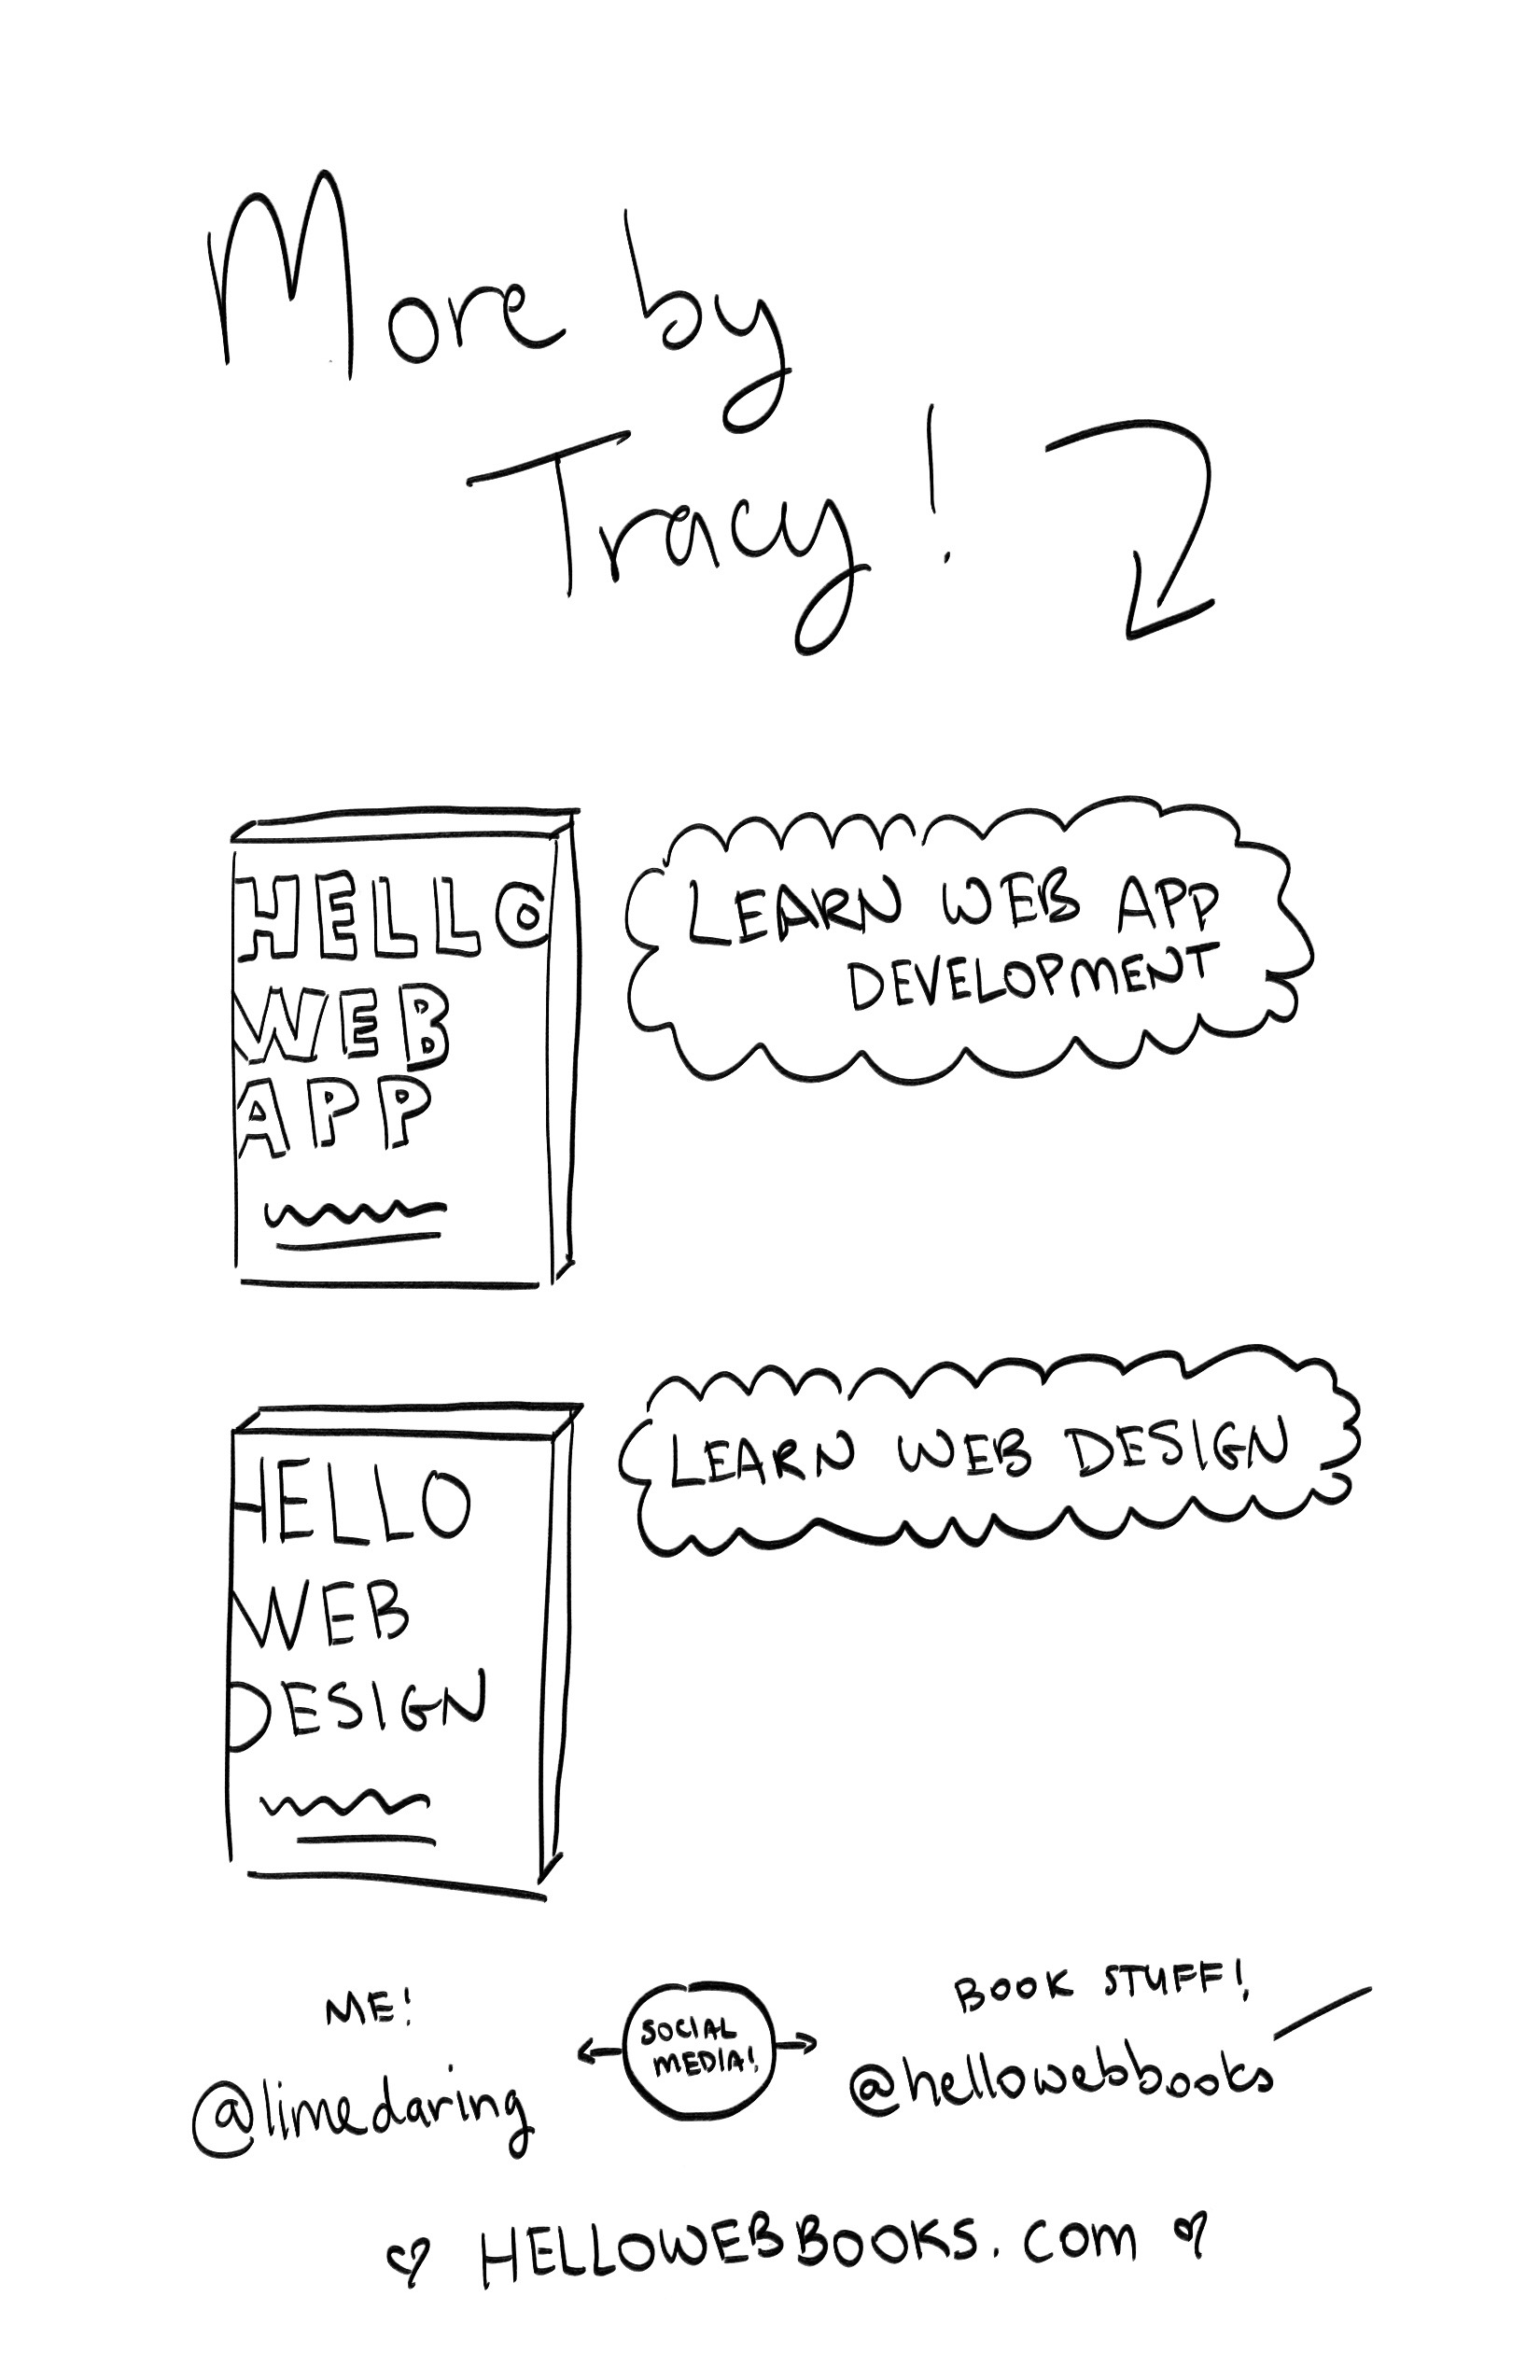 More by
Tracy!
HELLO
WEB
APP
LEARN WEB APP
DEVELOPMENT
HELLO
WEB
DESIGN
LEARN WEB DESIGN
ME!
@limedaring
SOCIAL
MEDIA!
BOOK STUFF!
@hellowebbooks
♡ HELLOWEBBOOKS.COM ♡